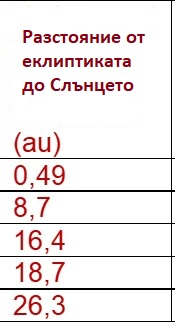 Разстояние от
еклиптиката
до Слънцето
(au)
0,49
8,7
16,4
18,7
26,3